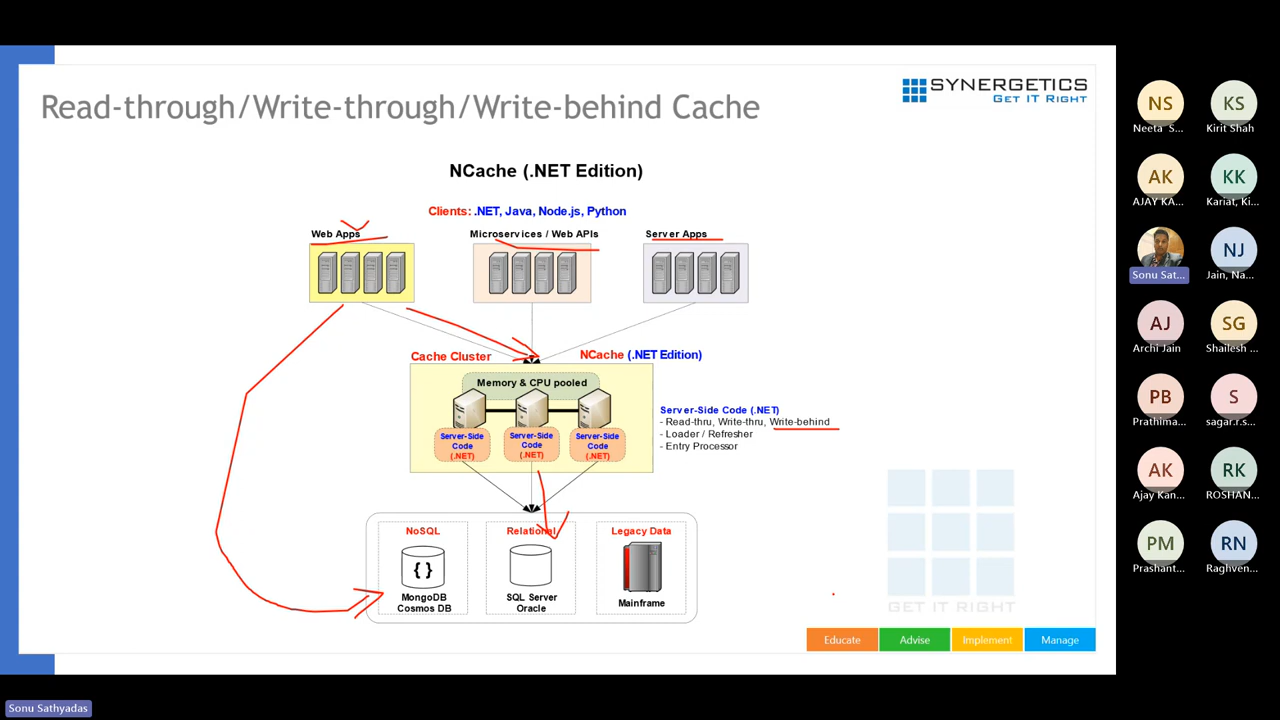 Read-through/Write-through/Write-behind Cache
SYNERGETICS
GET IT RIGHT
NCache (.NET Edition)
Clients: .NET, Java, Node.js, Python
Web Apps
Microservices / Web APIs
Server Apps
Cache Cluster
NCache (.NET Edition)
Memory & CPU pooled
Server-Side
Code
(.NET)
Server-Side
Code
(.NET)
Server-Side
Code
(.NET)
Server-Side Code (.NET)
- Read-thru, Write-thru, Write-behind
- Loader / Refresher
- Entry Processor
NoSQL
{ }
MongoDB
Cosmos DB
Relational
SQL Server
Oracle
Legacy Data
Mainframe
GET IT RIGHT
Educate
Advise
Implement
Manage
NS
Neeta S...
KS
Kirit Shah
AK
AJAY KA...
KK
Kariat, Ki...
Sonu Sat...
NJ
Jain, Na...
AJ
Archi Jain
SG
Shailesh ...
PB
Prathima...
S
sagar.r.s...
AK
Ajay Kan...
RK
ROSHAN...
PM
Prashant...
RN
Raghven...
Sonu Sathyadas